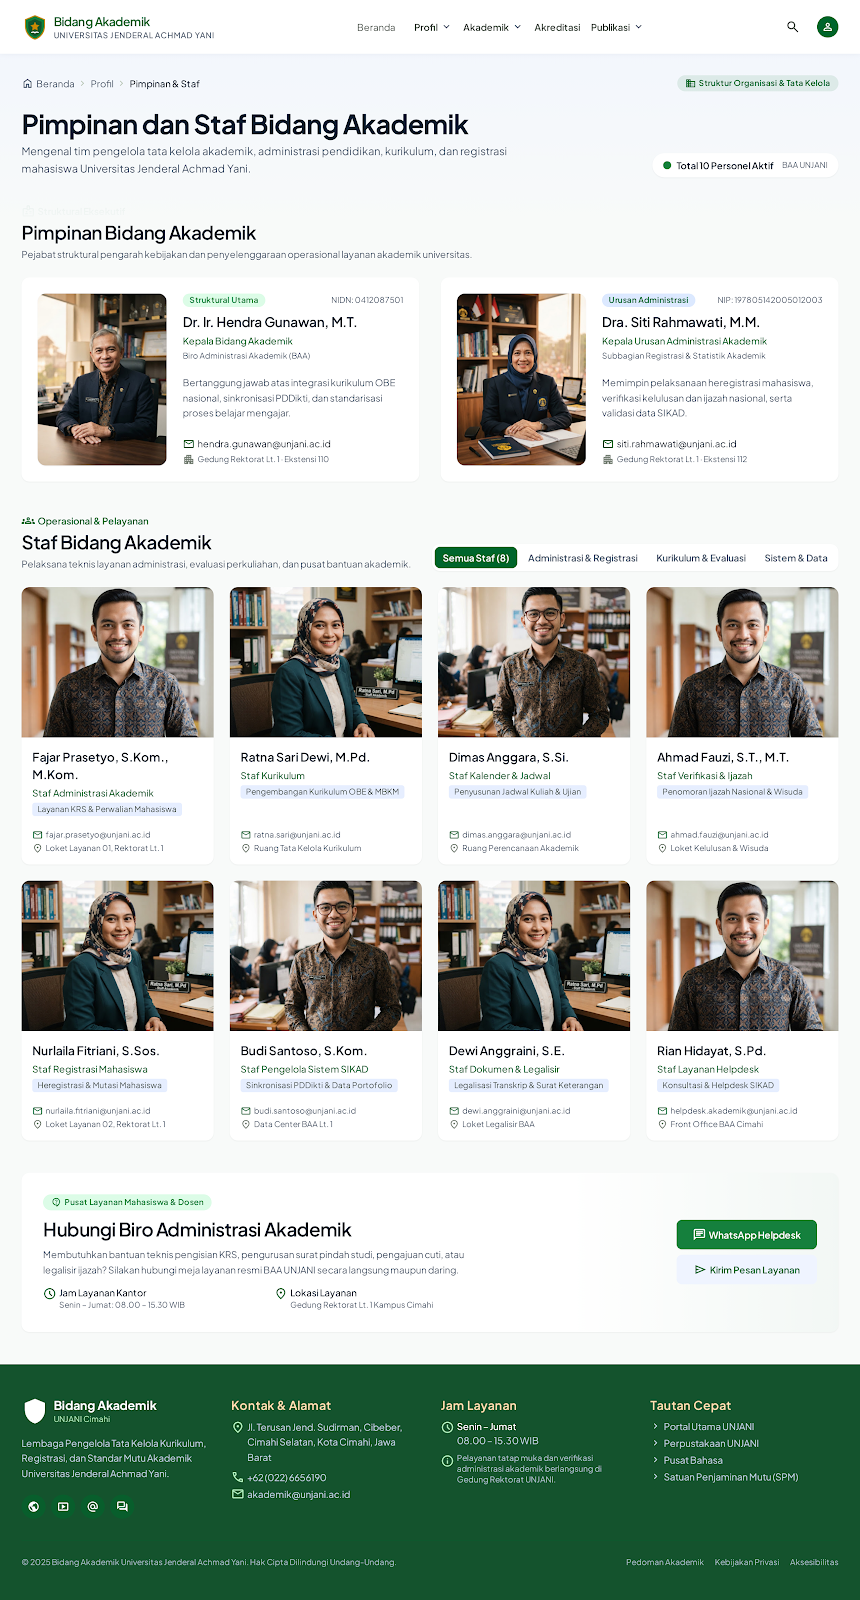 Bidang Akademik
UNIVERSITAS JENDERAL ACHMAD YANI
Beranda
Profil
Akademik
Akreditasi
Publikasi
Beranda
Profil
Pimpinan & Staf
Struktur Organisasi & Tata Kelola
Pimpinan dan Staf Bidang Akademik
Mengenal tim pengelola tata kelola akademik, administrasi pendidikan, kurikulum, dan registrasi
mahasiswa Universitas Jenderal Achmad Yani.
Total 10 Personel Aktif
BAA UNJANI
Pimpinan Bidang Akademik
Pejabat struktural pengarah kebijakan dan penyelenggaraan operasional layanan akademik universitas.
Struktural Utama
NIDN: 0412087501
Dr. Ir. Hendra Gunawan, M.T.
Kepala Bidang Akademik
Biro Administrasi Akademik (BAA)
Bertanggung jawab atas integrasi kurikulum OBE
nasional, sinkronisasi PDDikti, dan standarisasi
proses belajar mengajar.
hendra.gunawan@unjani.ac.id
Gedung Rektorat Lt. 1 · Ekstensi 110
Urusan Administrasi
NIP: 197805142005012003
Dra. Siti Rahmawati, M.M.
Kepala Urusan Administrasi Akademik
Subbagian Registrasi & Statistik Akademik
Memimpin pelaksanaan heregistrasi mahasiswa,
verifikasi kelulusan dan ijazah nasional, serta
validasi data SIKAD.
siti.rahmawati@unjani.ac.id
Gedung Rektorat Lt. 1 · Ekstensi 112
Operasional & Pelayanan
Staf Bidang Akademik
Pelaksana teknis layanan administrasi, evaluasi perkuliahan, dan pusat bantuan akademik.
Semua Staf (8)
Administrasi & Registrasi
Kurikulum & Evaluasi
Sistem & Data
Ratna Sari, M.Pd
Fajar Prasetyo, S.Kom.,
M.Kom.
Staf Administrasi Akademik
Layanan KRS & Perwalian Mahasiswa
fajar.prasetyo@unjani.ac.id
Loket Layanan 01, Rektorat Lt. 1
Ratna Sari Dewi, M.Pd.
Staf Kurikulum
Pengembangan Kurikulum OBE & MBKM
ratna.sari@unjani.ac.id
Ruang Tata Kelola Kurikulum
Dimas Anggara, S.Si.
Staf Kalender & Jadwal
Penyusunan Jadwal Kuliah & Ujian
dimas.anggara@unjani.ac.id
Ruang Perencanaan Akademik
Ahmad Fauzi, S.T., M.T.
Staf Verifikasi & Ijazah
Penomoran Ijazah Nasional & Wisuda
ahmad.fauzi@unjani.ac.id
Loket Kelulusan & Wisuda
Ratna Sari, M.Pd
Ratna Sari, M.Pd
Nurlaila Fitriani, S.Sos.
Staf Registrasi Mahasiswa
Heregistrasi & Mutasi Mahasiswa
nurlaila.fitriani@unjani.ac.id
Loket Layanan 02, Rektorat Lt. 1
Budi Santoso, S.Kom.
Staf Pengelola Sistem SIKAD
Sinkronisasi PDDikti & Data Portofolio
budi.santoso@unjani.ac.id
Data Center BAA Lt. 1
Dewi Anggraini, S.E.
Staf Dokumen & Legalisir
Legalisasi Transkrip & Surat Keterangan
dewi.anggraini@unjani.ac.id
Loket Legalisir BAA
Rian Hidayat, S.Pd.
Staf Layanan Helpdesk
Konsultasi & Helpdesk SIKAD
helpdesk.akademik@unjani.ac.id
Front Office BAA Cimahi
Pusat Layanan Mahasiswa & Dosen
Hubungi Biro Administrasi Akademik
Membutuhkan bantuan teknis pengisian KRS, pengurusan surat pindah studi, pengajuan cuti, atau
legalisir ijazah? Silakan hubungi meja layanan resmi BAA UNJANI secara langsung maupun daring.
Jam Layanan Kantor
Senin – Jumat: 08.00 – 15.30 WIB
Lokasi Layanan
Gedung Rektorat Lt. 1 Kampus Cimahi
WhatsApp Helpdesk
Kirim Pesan Layanan
Bidang Akademik
UNJANI Cimahi
Lembaga Pengelola Tata Kelola Kurikulum,
Registrasi, dan Standar Mutu Akademik
Universitas Jenderal Achmad Yani.
Kontak & Alamat
Jl. Terusan Jend. Sudirman, Cibeber,
Cimahi Selatan, Kota Cimahi, Jawa
Barat
+62 (022) 6656190
akademik@unjani.ac.id
Jam Layanan
Senin – Jumat
08.00 – 15.30 WIB
Pelayanan tatap muka dan verifikasi
administrasi akademik berlangsung di
Gedung Rektorat UNJANI.
Tautan Cepat
Portal Utama UNJANI
Perpustakaan UNJANI
Pusat Bahasa
Satuan Penjaminan Mutu (SPM)
© 2025 Bidang Akademik Universitas Jenderal Achmad Yani. Hak Cipta Dilindungi Undang-Undang.
Pedoman Akademik
Kebijakan Privasi
Aksesibilitas